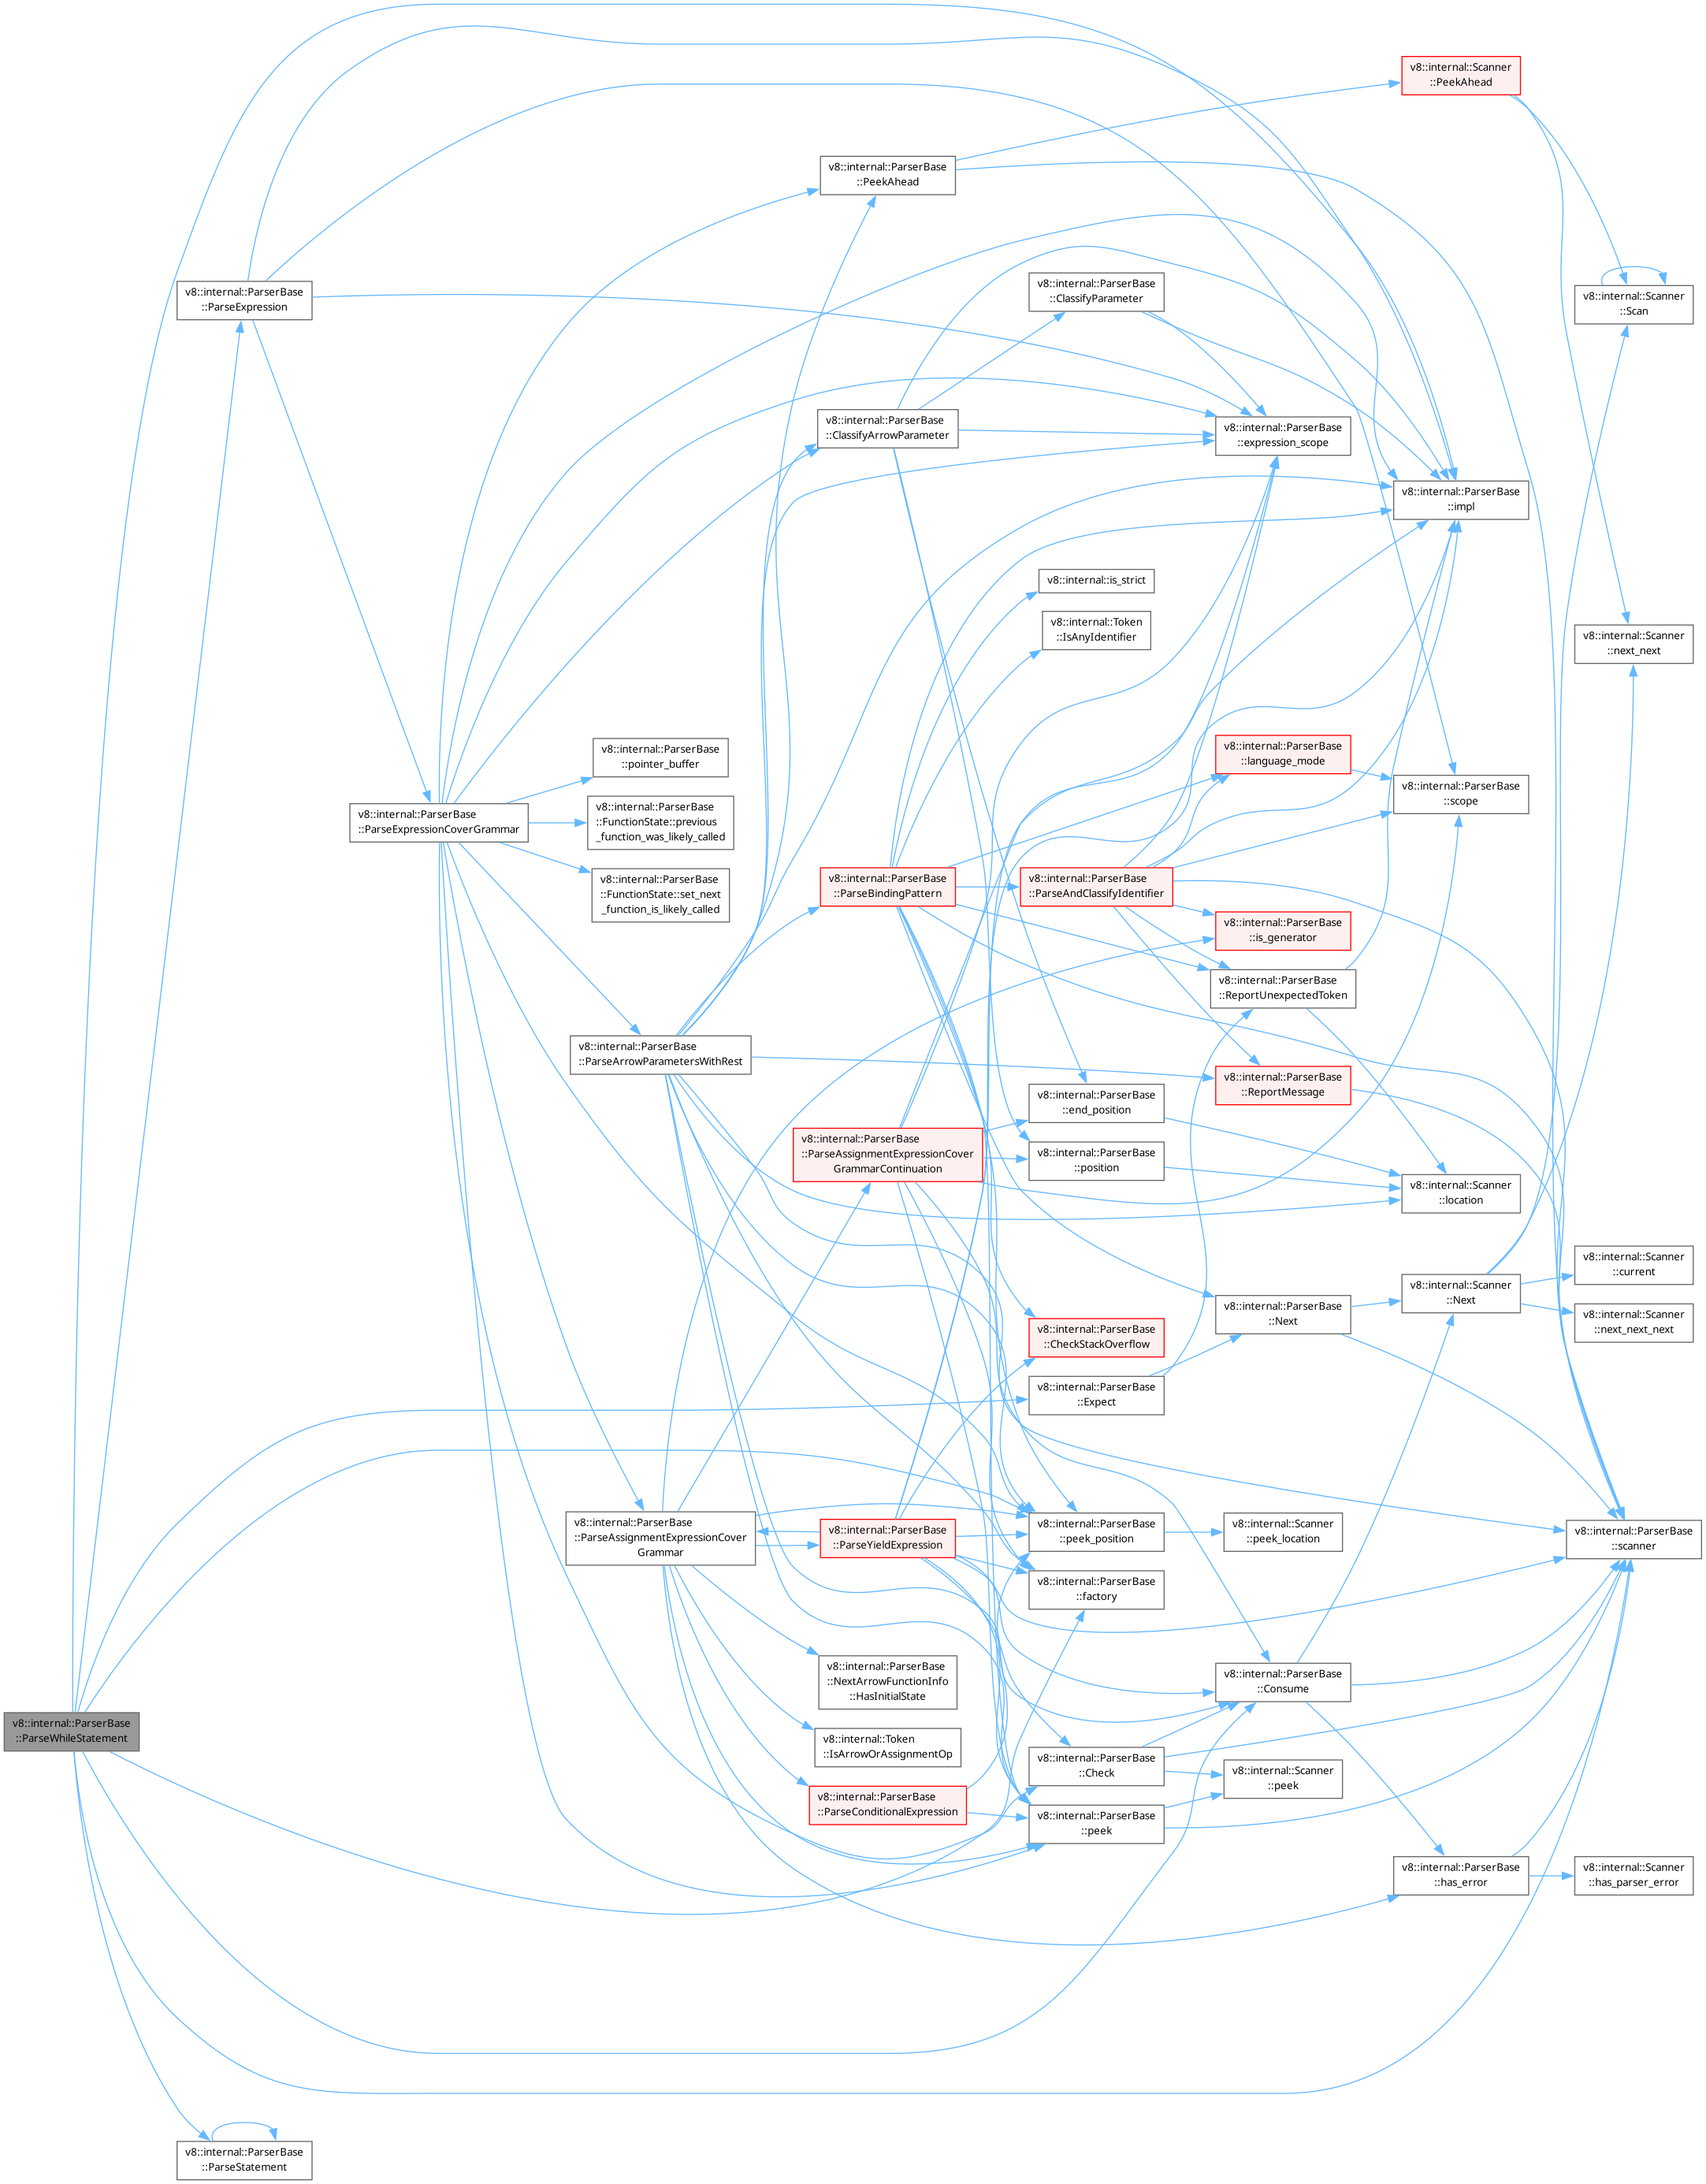 v8::internal::ParserBase
::ParseWhileStatement
v8::internal::ParserBase
::ParseExpression
v8::internal::ParserBase
::ParseStatement
v8::internal::ParserBase
::ParseExpressionCoverGrammar
v8::internal::ParserBase
::pointer_buffer
v8::internal::ParserBase
::FunctionState::previous
_function_was_likely_called
v8::internal::ParserBase
::FunctionState::set_next
_function_is_likely_called
v8::internal::ParserBase
::ParseArrowParametersWithRest
v8::internal::ParserBase
::ParseAssignmentExpressionCover
Grammar
v8::internal::ParserBase
::PeekAhead
v8::internal::ParserBase
::ClassifyArrowParameter
v8::internal::ParserBase
::ParseBindingPattern
v8::internal::ParserBase
::ParseAssignmentExpressionCover
GrammarContinuation
v8::internal::ParserBase
::ParseYieldExpression
v8::internal::ParserBase
::NextArrowFunctionInfo
::HasInitialState
v8::internal::Token
::IsArrowOrAssignmentOp
v8::internal::ParserBase
::ParseConditionalExpression
v8::internal::ParserBase
::ClassifyParameter
v8::internal::is_strict
v8::internal::Token
::IsAnyIdentifier
v8::internal::ParserBase
::ParseAndClassifyIdentifier
v8::internal::ParserBase
::end_position
v8::internal::ParserBase
::position
v8::internal::ParserBase
::CheckStackOverflow
v8::internal::ParserBase
::Expect
v8::internal::ParserBase
::peek_position
v8::internal::ParserBase
::factory
v8::internal::ParserBase
::Check
v8::internal::ParserBase
::peek
v8::internal::ParserBase
::expression_scope
v8::internal::ParserBase
::language_mode
v8::internal::ParserBase
::is_generator
v8::internal::ParserBase
::ReportUnexpectedToken
v8::internal::ParserBase
::ReportMessage
v8::internal::ParserBase
::Next
v8::internal::Scanner
::peek_location
v8::internal::ParserBase
::Consume
v8::internal::Scanner
::peek
v8::internal::Scanner
::PeekAhead
v8::internal::ParserBase
::impl
v8::internal::ParserBase
::scope
v8::internal::Scanner
::location
v8::internal::Scanner
::Next
v8::internal::ParserBase
::has_error
v8::internal::Scanner
::Scan
v8::internal::Scanner
::next_next
v8::internal::Scanner
::current
v8::internal::Scanner
::next_next_next
v8::internal::ParserBase
::scanner
v8::internal::Scanner
::has_parser_error